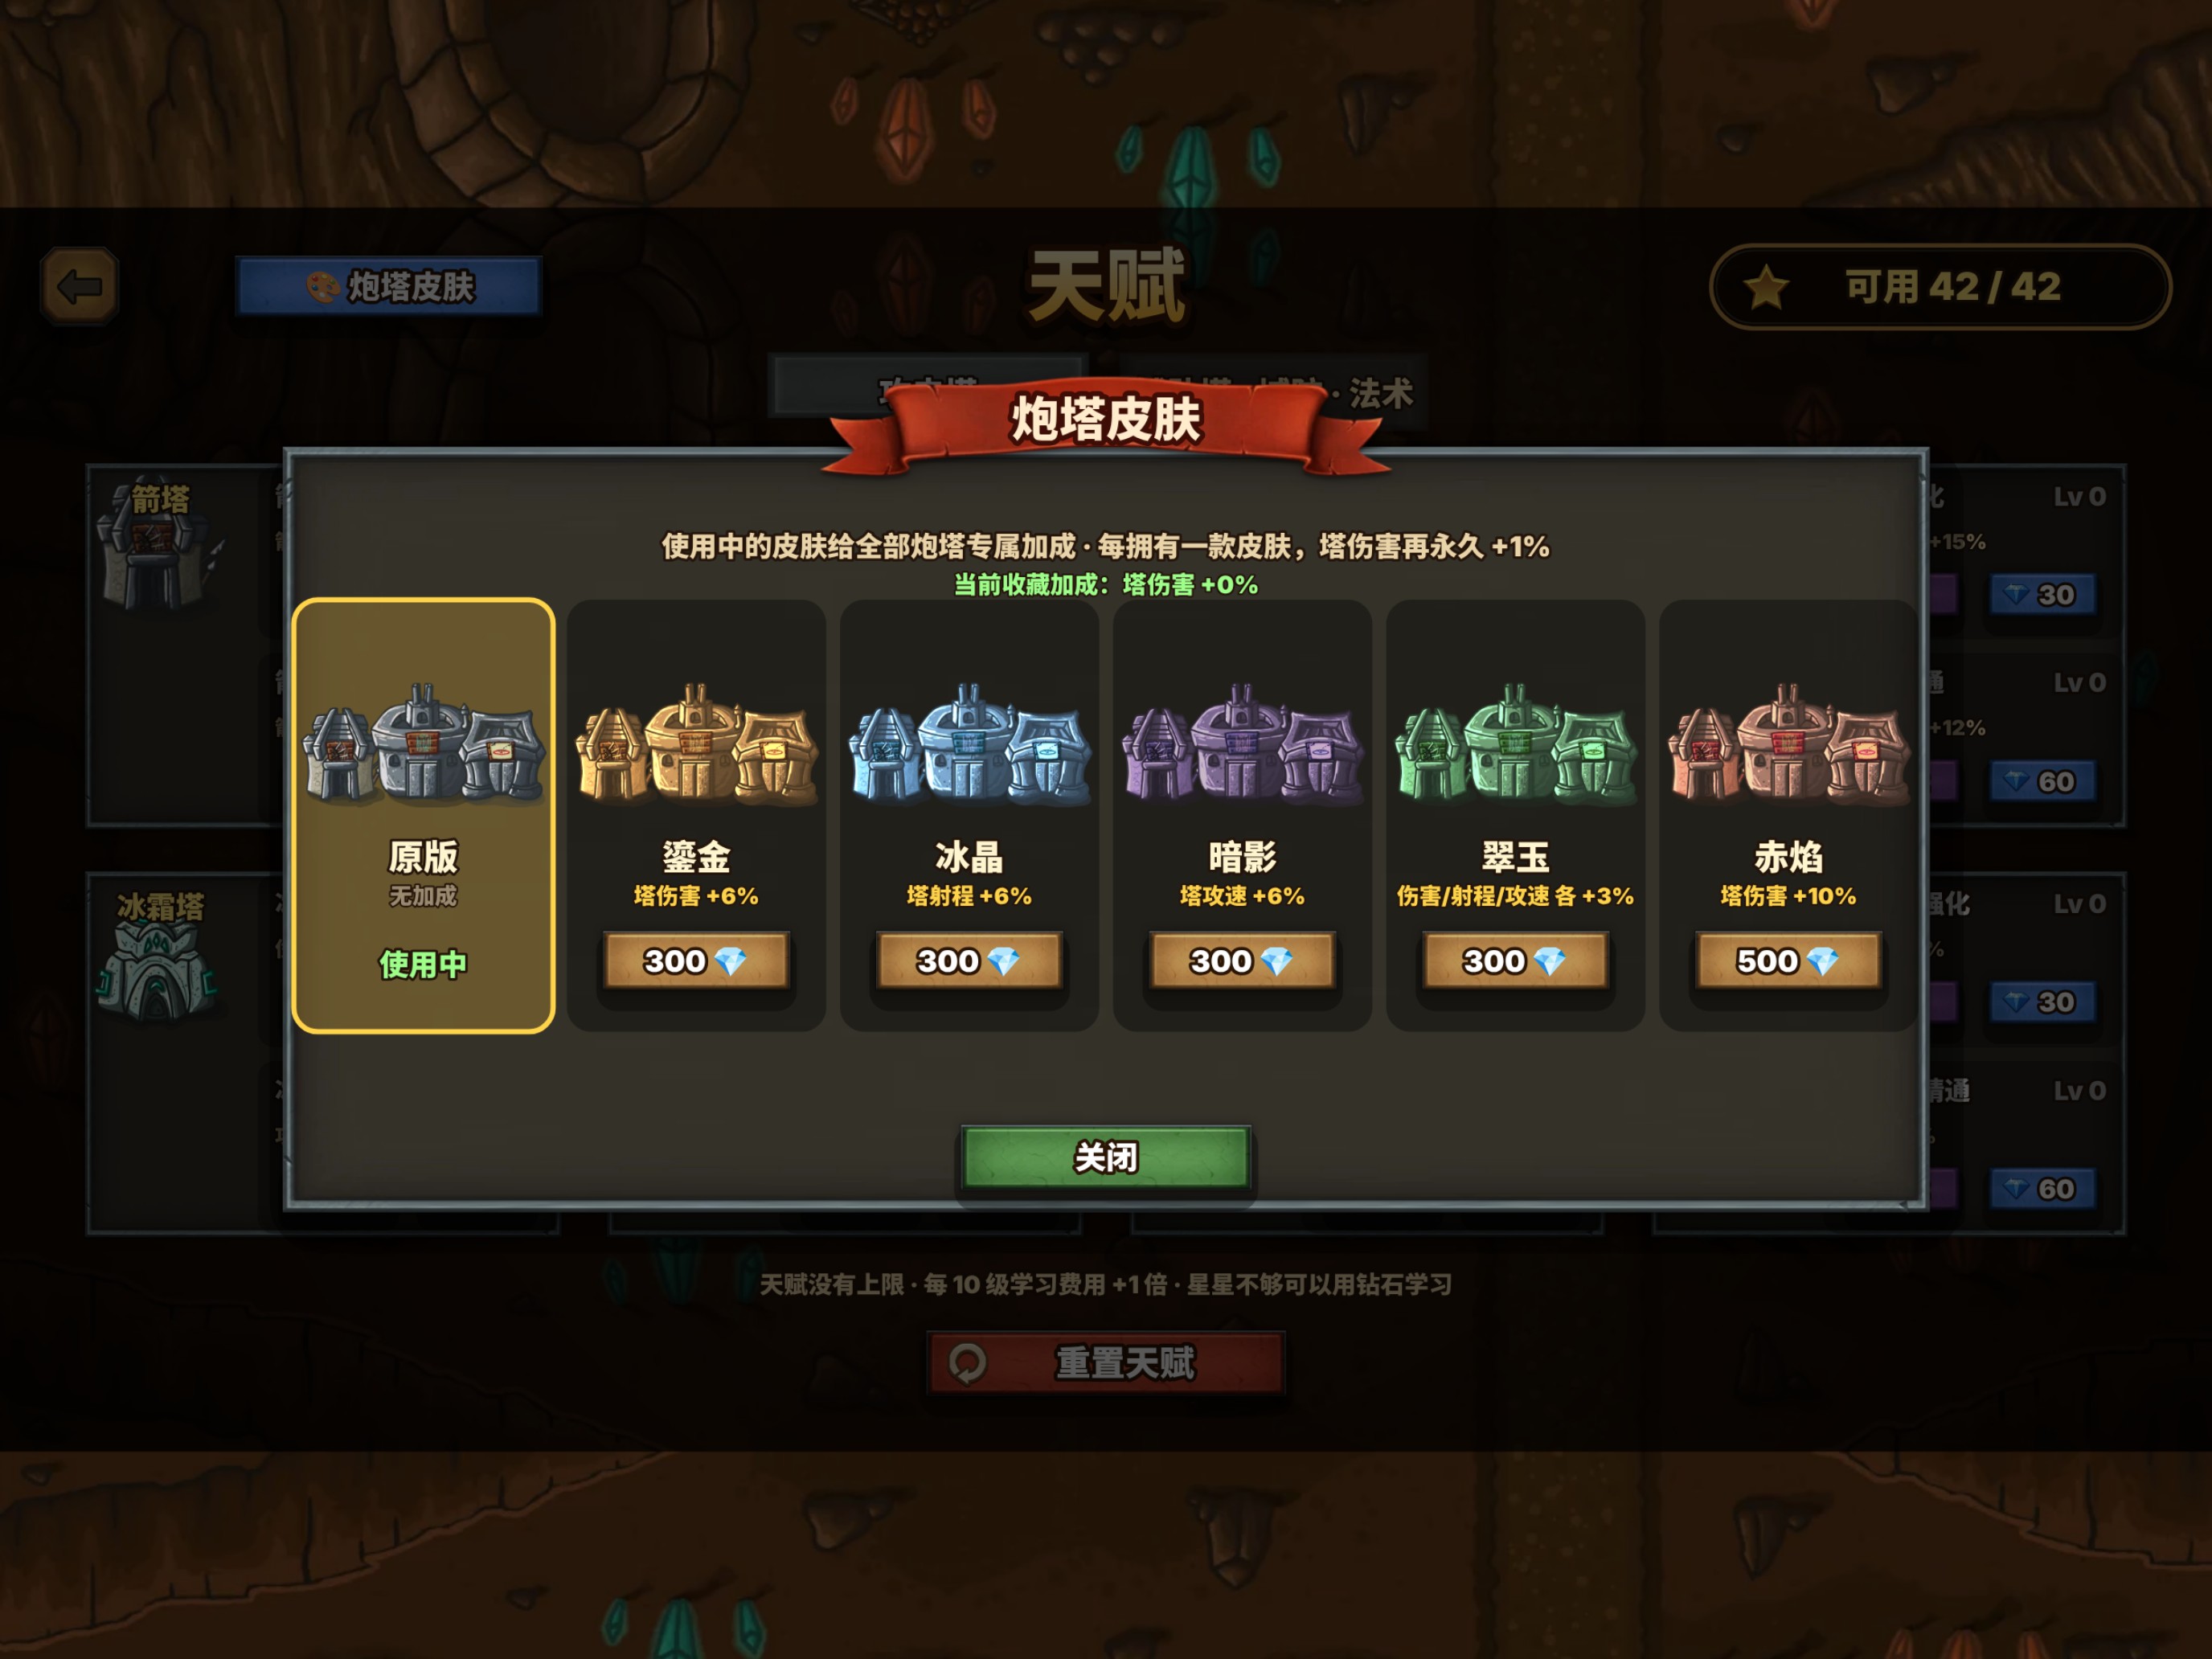 炮塔皮肤
天赋
可用 42 / 42
· 法术
炮塔皮肤
箭塔
使用中的皮肤给全部炮塔专属加成 · 每拥有一款皮肤，塔伤害再永久 +1%
当前收藏加成：塔伤害 +0%
原版
无加成
使用中
鎏金
塔伤害 +6%
300
冰晶
塔射程 +6%
300
暗影
塔攻速 +6%
300
翠玉
伤害/射程/攻速 各 +3%
300
赤焰
塔伤害 +10%
500
化 Lv 0
+15%
30
通 Lv 0
+12%
60
冰霜塔
强化 Lv 0
%
30
精通 Lv 0
60
关闭
天赋没有上限 · 每 10 级学习费用 +1 倍 · 星星不够可以用钻石学习
重置天赋